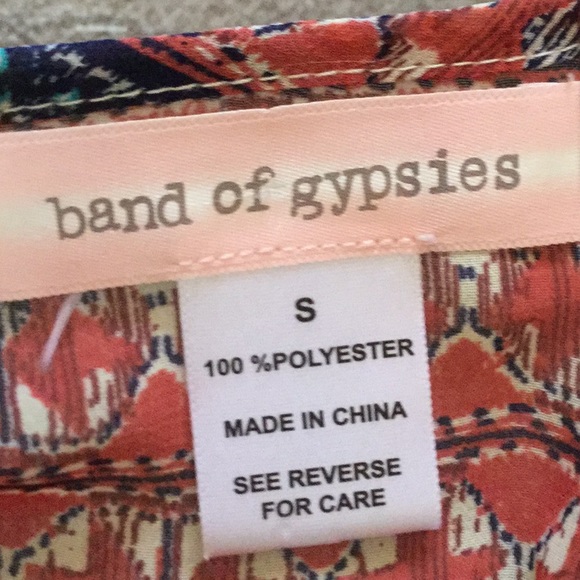 band of gypsies
S
100 %POLYESTER
MADE IN CHINA
SEE REVERSE
FOR CARE